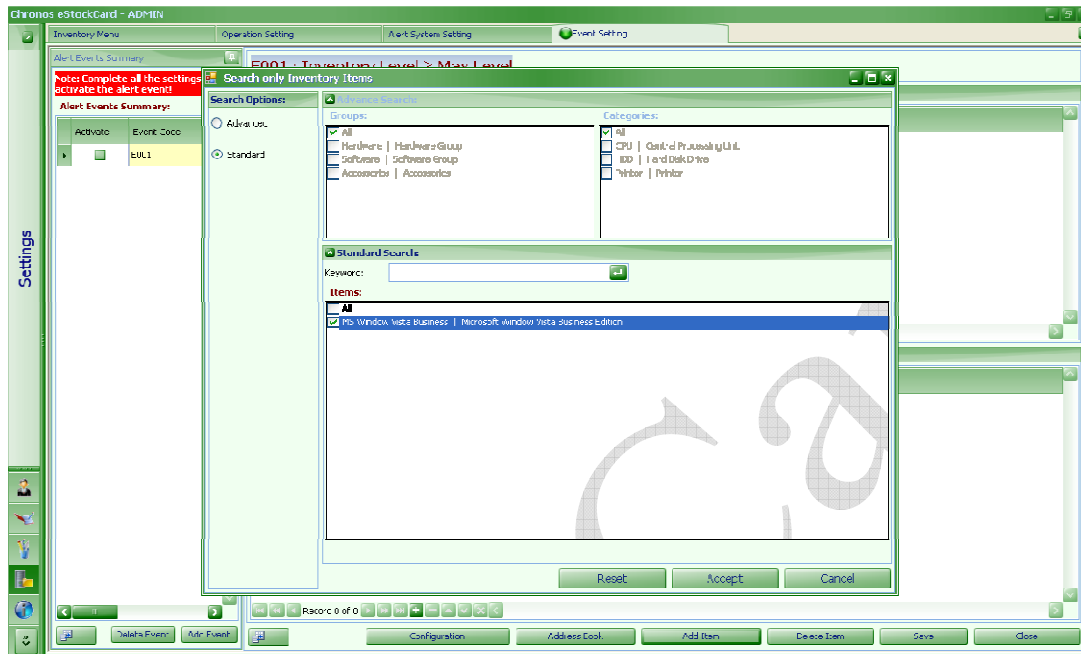 Chronos eStockCard - ADMIN
Inventory Menu
Operation Setting
Alert System Setting
Event Setting
Settings
Alert Events Summary
Note: Complete all the settings
activate the alert event!
Alert Events Summary:
Activate
Event Code
E001
E001 : Inventory Level > Max Level
Search only Inventory Items
Search Options:
Advanced
Standard
Advance Search:
Groups:
All
Hardware | Hardware Group
Software | Software Group
Accessories | Accessories
Categories:
All
CPU | Central Processing Unit
HDD | Hard Disk Drive
Printer | Printer
Standard Search
Keyword:
Items:
All
MS Window Vista Business | Microsoft Window Vista Business Edition
Ca
Reset
Accept
Cancel
Record 0 of 0
Delete Event
Add Event
Configuration
Address Book
Add Item
Delete Item
Save
Close